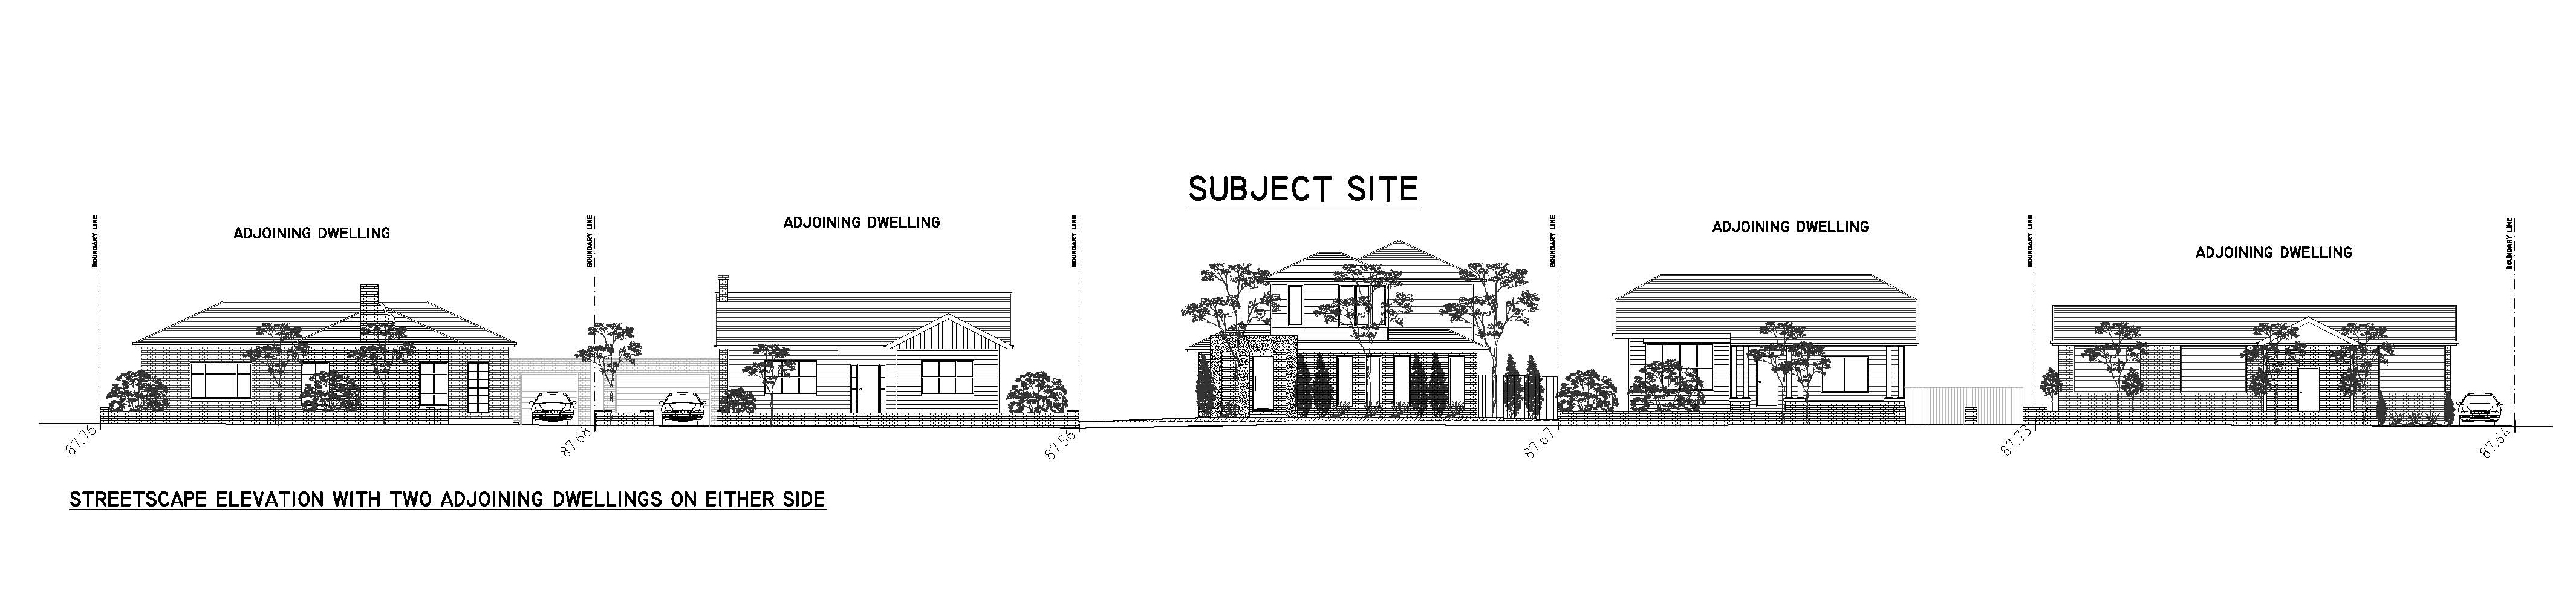 SUBJECT SITE
BOUNDARY LINE
ADJOINING DWELLING
BOUNDARY LINE
ADJOINING DWELLING
BOUNDARY LINE
BOUNDARY LINE
ADJOINING DWELLING
BOUNDARY LINE
ADJOINING DWELLING
BOUNDARY LINE
87.76
87.68
87.56
87.67
87.73
87.64
STREETSCAPE ELEVATION WITH TWO ADJOINING DWELLINGS ON EITHER SIDE